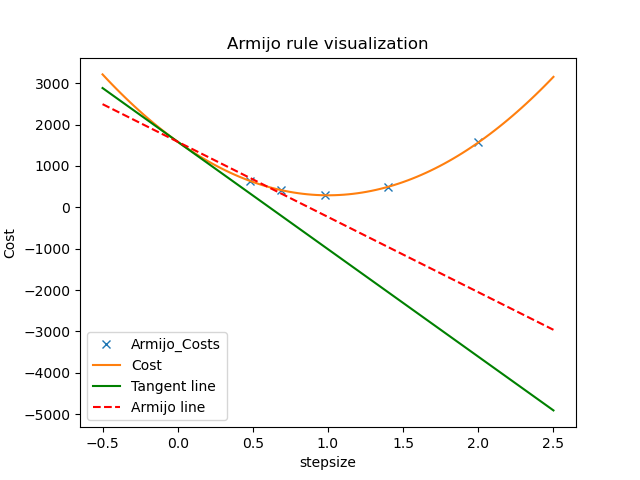 Armijo rule visualization
Cost
3000
2000
1000
0
−1000
−2000
−3000
−4000
−5000
Armijo_Costs
Cost
Tangent line
Armijo line
−0.5 0.0 0.5 1.0 1.5 2.0 2.5
stepsize